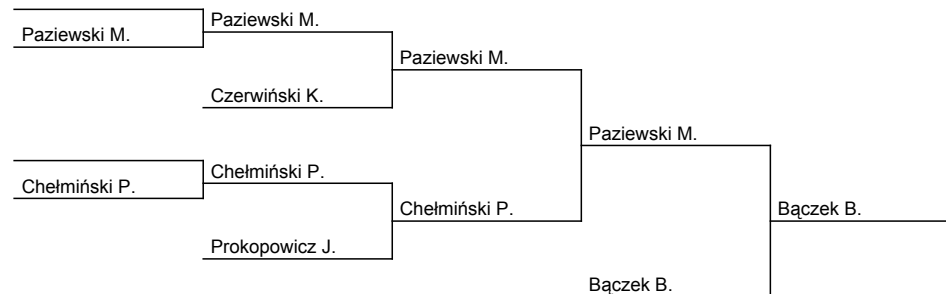 Paziewski M.
Paziewski M.
Paziewski M.
Czerwiński K.
Paziewski M.
Chełmiński P.
Chełmiński P.
Chełmiński P.
Bączek B.
Prokopowicz J.
Bączek B.